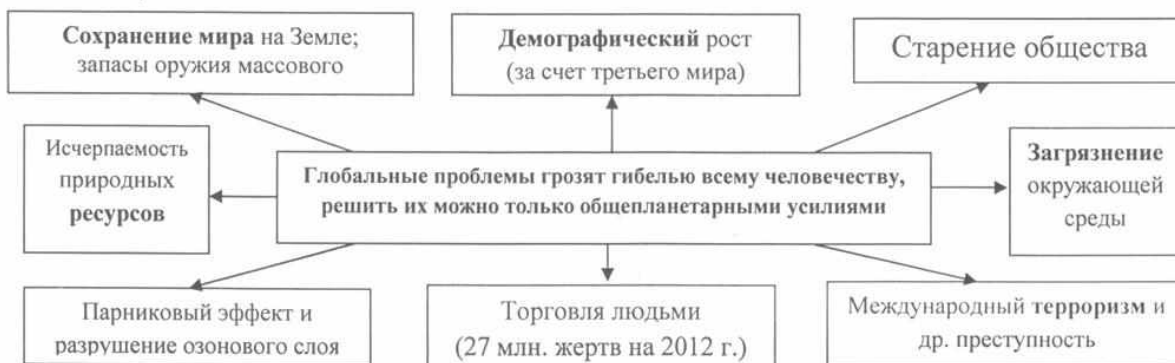 Сохранение мира на Земле;
запасы оружия массового
Демографический рост
(за счет третьего мира)
Старение общества
Исчерпаемость
природных
ресурсов
Глобальные проблемы грозят гибелью всему человечеству,
решить их можно только общепланетарными усилиями
Загрязнение
окружающей
среды
Парниковый эффект и
разрушение озонового слоя
Торговля людьми
(27 млн. жертв на 2012 г.)
Международный терроризм и
др. преступность